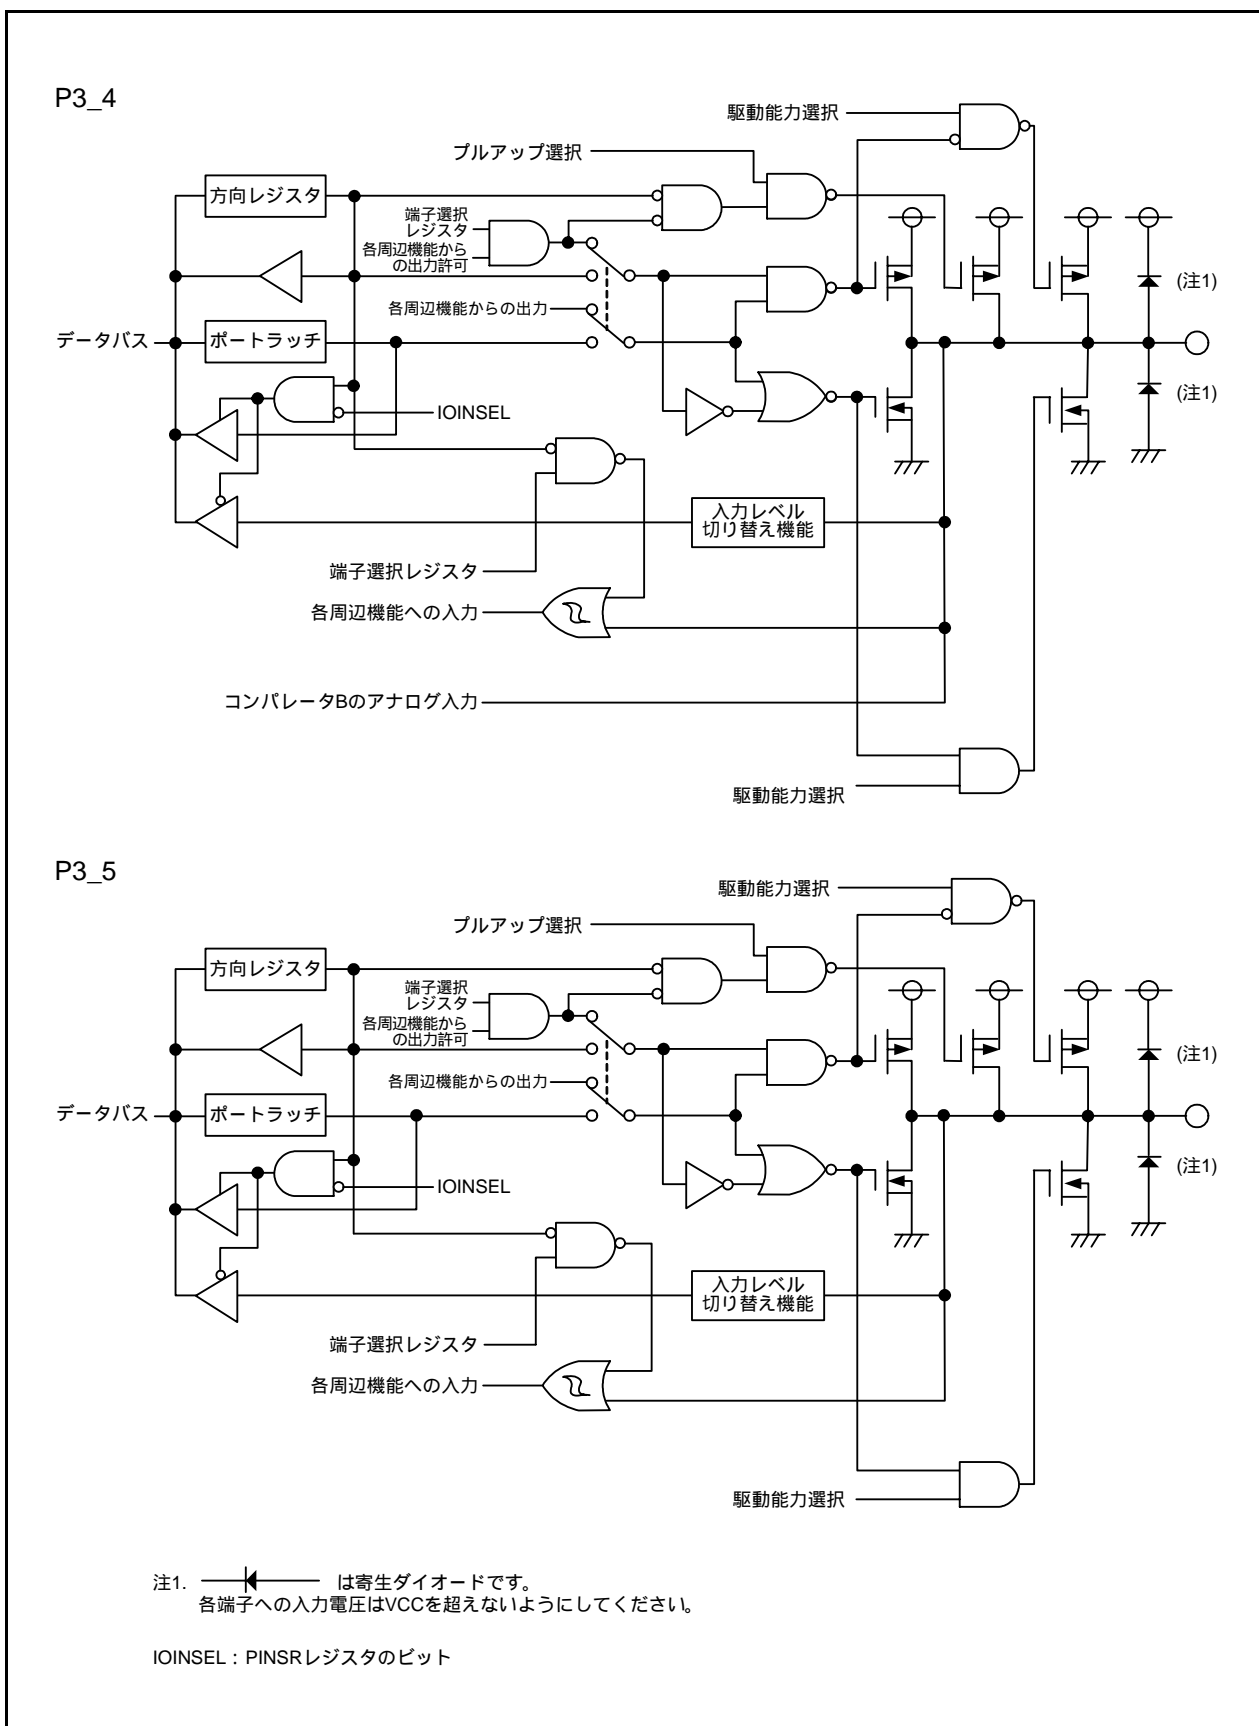 P3_4
駆動能力選択
プルアップ選択
方向レジスタ
端子選択
レジスタ
各周辺機能から
の出力許可
(注1)
各周辺機能からの出力
データバス
ポートラッチ
(注1)
IOINSEL
入力レベル
切り替え機能
端子選択レジスタ
各周辺機能への入力
コンパレータBのアナログ入力
駆動能力選択
P3_5
駆動能力選択
プルアップ選択
方向レジスタ
端子選択
レジスタ
各周辺機能から
の出力許可
(注1)
各周辺機能からの出力
データバス
ポートラッチ
(注1)
IOINSEL
入力レベル
切り替え機能
端子選択レジスタ
各周辺機能への入力
駆動能力選択
注1. は寄生ダイオードです。
各端子への入力電圧はVCCを超えないようにしてください。
IOINSEL：PINSRレジスタのビット